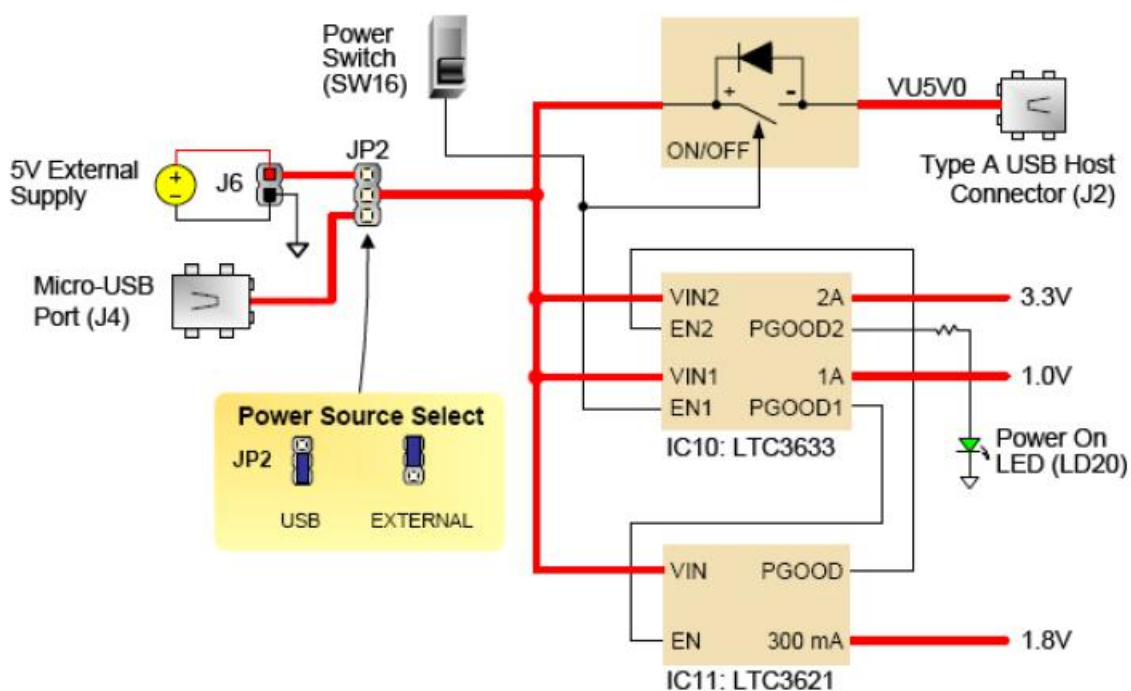 Power
Switch
(SW16)
+
-
ON/OFF
VU5V0
Type A USB Host
Connector (J2)
5V External
Supply
+
−
J6
JP2
Micro-USB
Port (J4)
Power Source Select
JP2
USB
EXTERNAL
VIN2
2A
3.3V
EN2
PGOOD2
VIN1
1A
1.0V
EN1
PGOOD1
IC10: LTC3633
Power On
LED (LD20)
VIN
PGOOD
EN
300 mA
1.8V
IC11: LTC3621